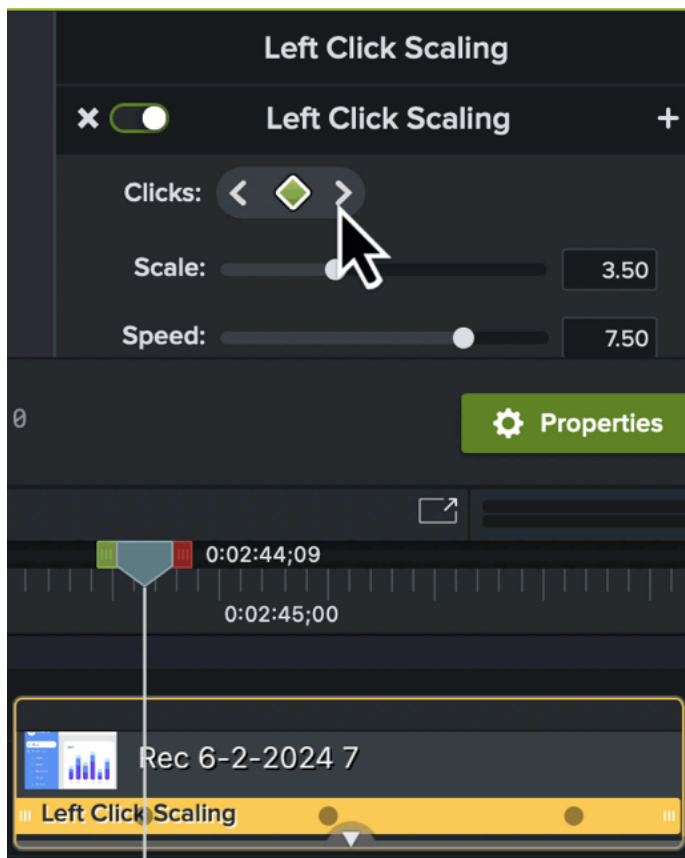 Left Click Scaling
Left Click Scaling
Clicks:
Scale: 3.50
Speed: 7.50
0
Properties
0:02:44;09
0:02:45;00
Rec 6-2-2024 7
Left Click Scaling